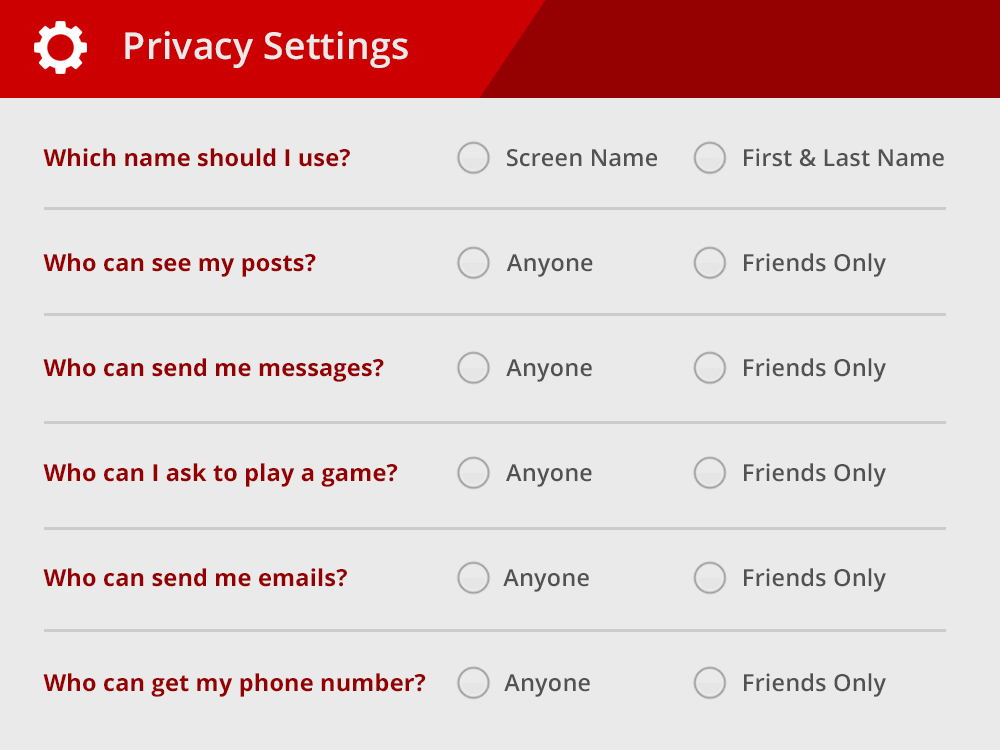 Privacy Settings
Which name should I use? Screen Name First & Last Name
Who can see my posts? Anyone Friends Only
Who can send me messages? Anyone Friends Only
Who can I ask to play a game? Anyone Friends Only
Who can send me emails? Anyone Friends Only
Who can get my phone number? Anyone Friends Only